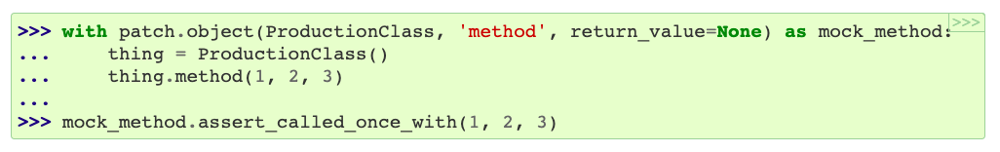 >>> with patch.object(ProductionClass, 'method', return_value=None) as mock_method:
>>>
...     thing = ProductionClass()
...     thing.method(1, 2, 3)
...
>>> mock_method.assert_called_once_with(1, 2, 3)